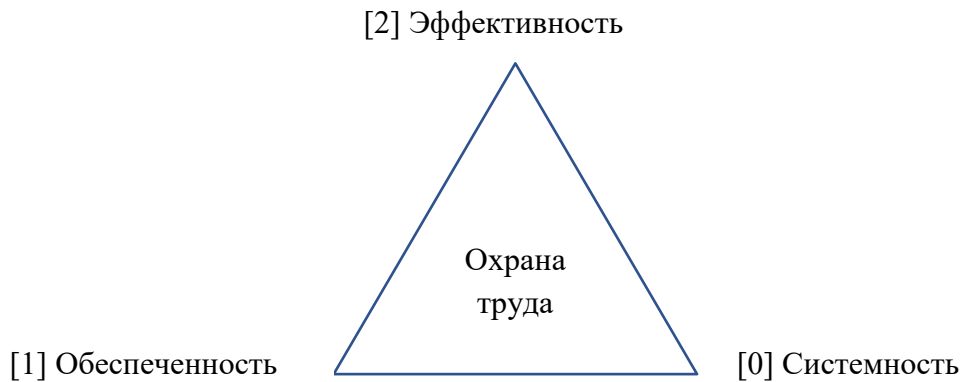 [2] Эффективность
Охрана
труда
[1] Обеспеченность
[0] Системность